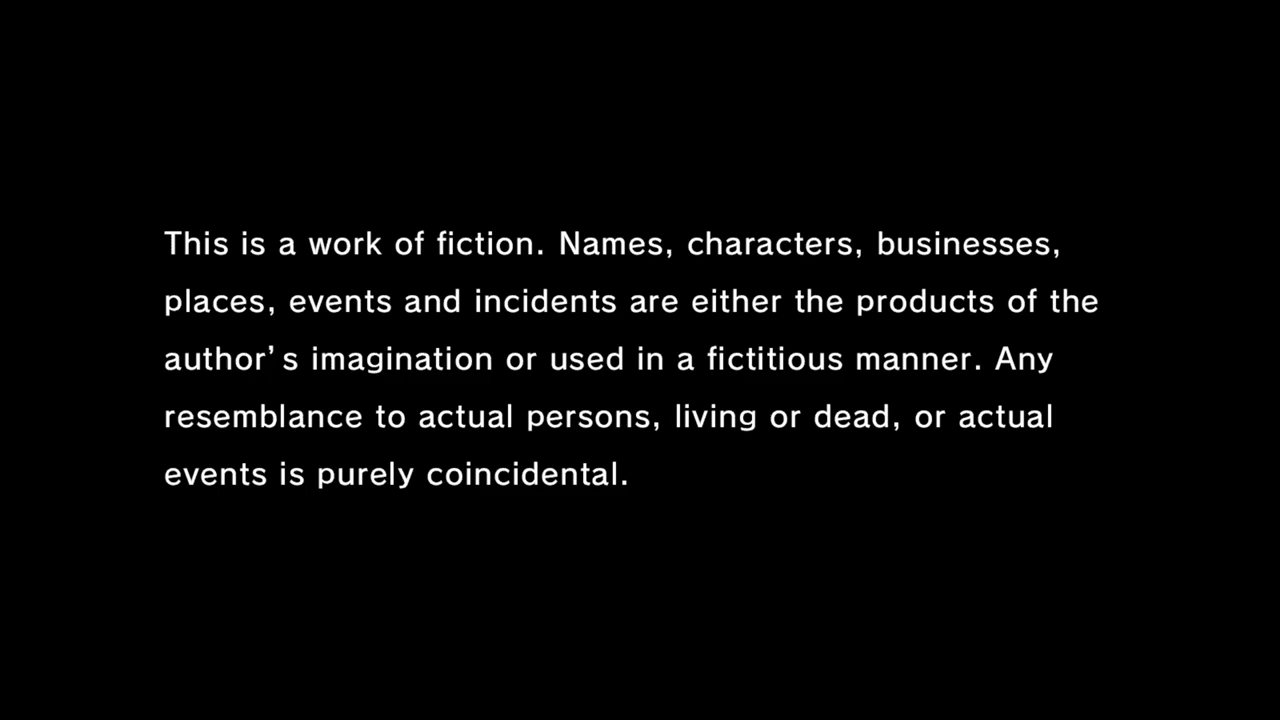 This is a work of fiction. Names, characters, businesses,
places, events and incidents are either the products of the
author’s imagination or used in a fictitious manner. Any
resemblance to actual persons, living or dead, or actual
events is purely coincidental.